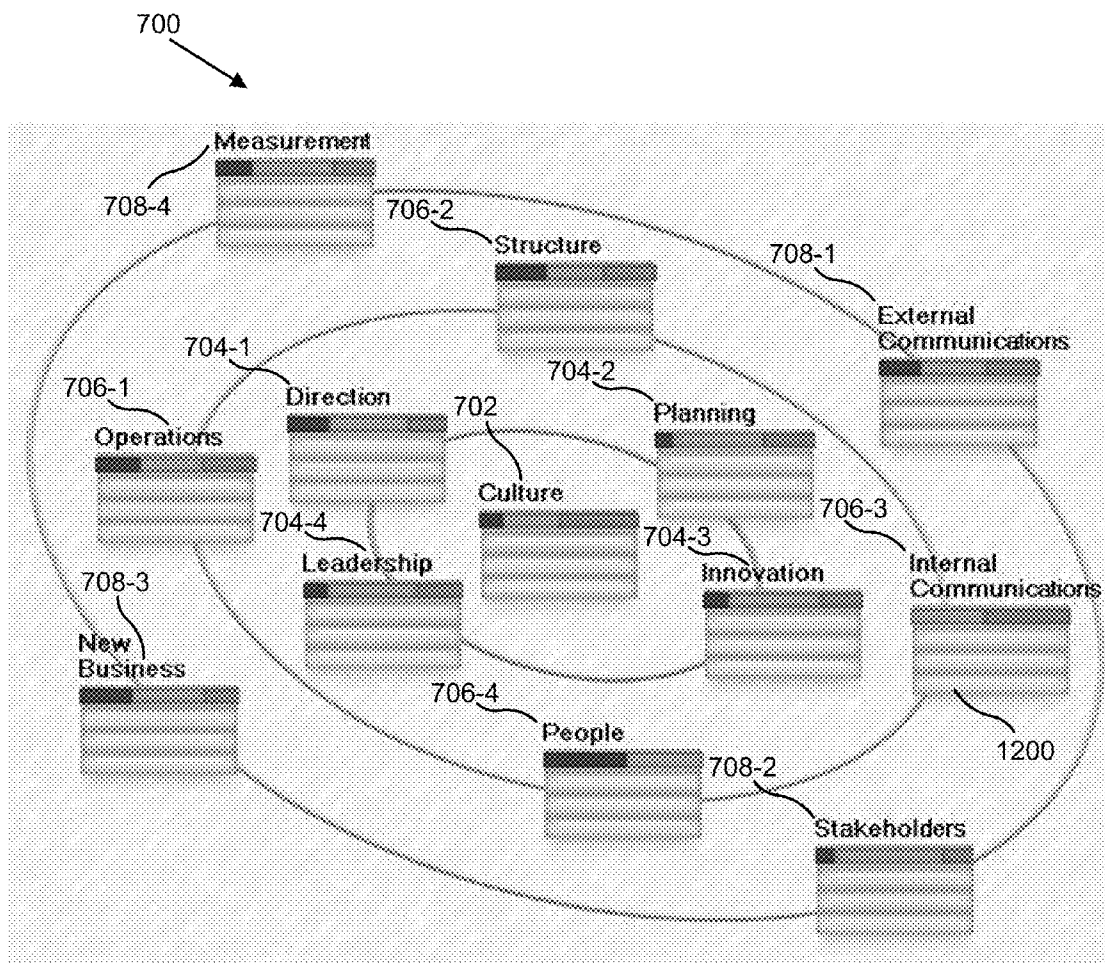 700
Measurement
708-4
706-2
Structure
708-1
External
Communications
704-1
Direction
704-2
Planning
706-1
Operations
702
Culture
706-3
Internal
Communications
704-4
Leadership
704-3
Innovation
708-3
New
Business
706-4
People
1200
708-2
Stakeholders